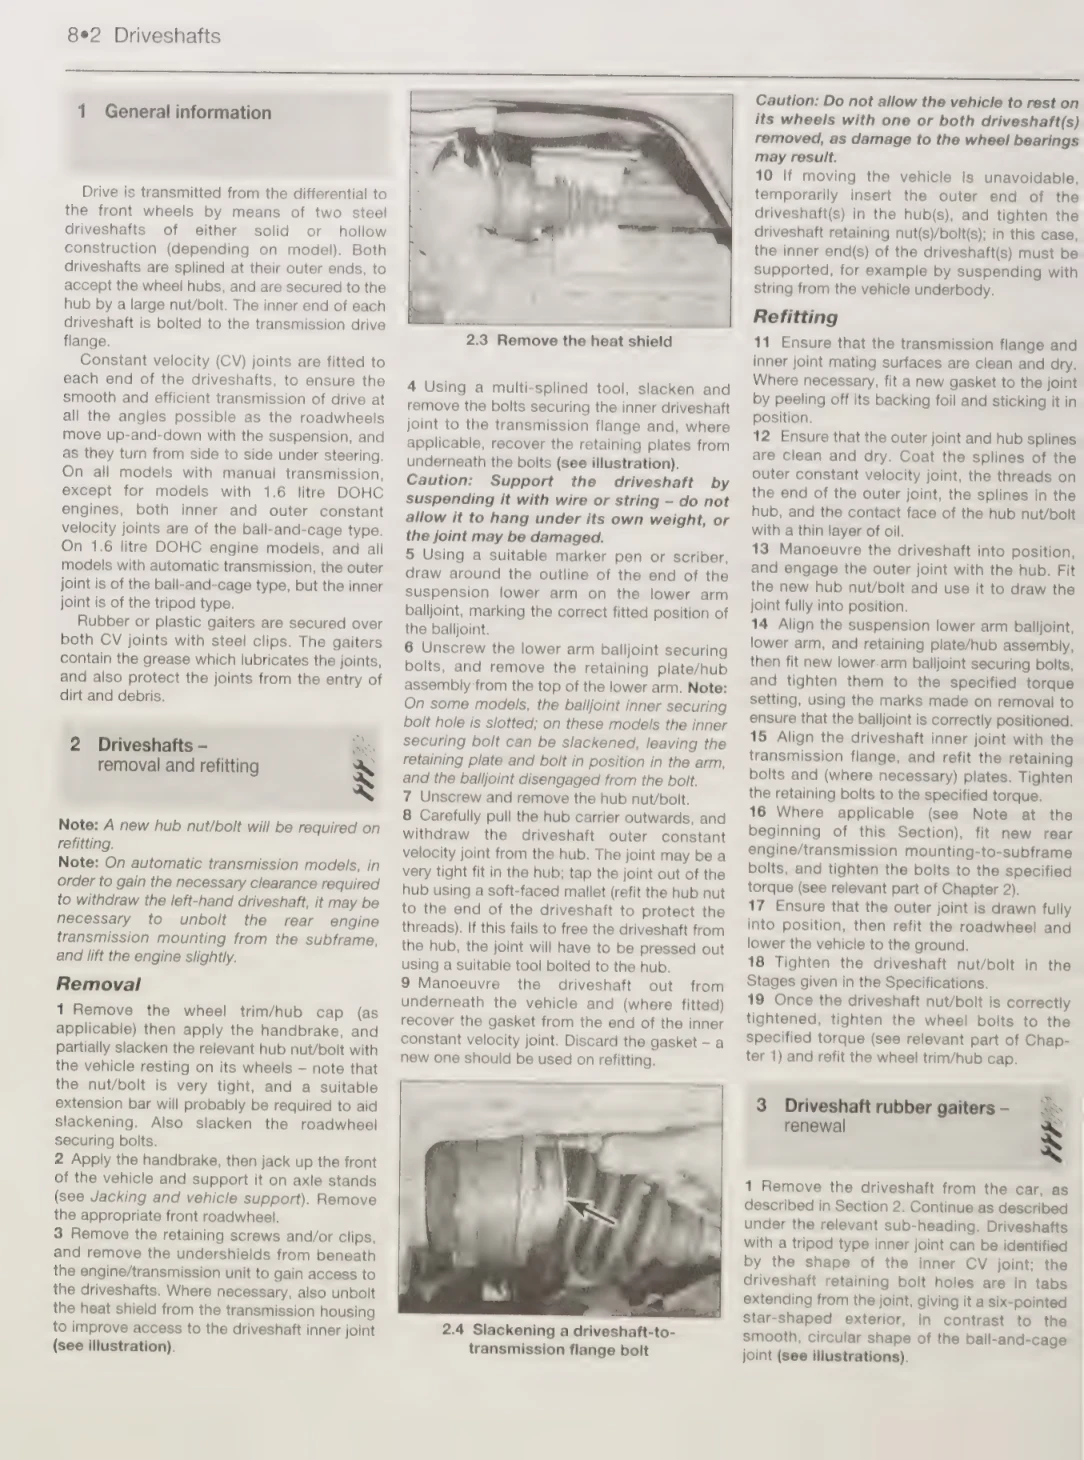 8•2 Driveshafts
1 General information
Drive is transmitted from the differential to
the front wheels by means of two steel
driveshafts of either solid or hollow
construction (depending on model). Both
driveshafts are splined at their outer ends, to
accept the wheel hubs, and are secured to the
hub by a large nut/bolt. The inner end of each
driveshaft is bolted to the transmission drive
flange.
Constant velocity (CV) joints are fitted to
each end of the driveshafts, to ensure the
smooth and efficient transmission of drive at
all the angles possible as the roadwheels
move up-and-down with the suspension, and
as they turn from side to side under steering.
On all models with manual transmission,
except for models with 1.6 litre DOHC
engines, both inner and outer constant
velocity joints are of the ball-and-cage type.
On 1.6 litre DOHC engine models, and all
models with automatic transmission, the outer
joint is of the ball-and-cage type, but the inner
joint is of the tripod type.
Rubber or plastic gaiters are secured over
both CV joints with steel clips. The gaiters
contain the grease which lubricates the joints,
and also protect the joints from the entry of
dirt and debris.
2 Driveshafts –
removal and refitting
Note: A new hub nut/bolt will be required on
refitting.
Note: On automatic transmission models, in
order to gain the necessary clearance required
to withdraw the left-hand driveshaft, it may be
necessary to unbolt the rear engine
transmission mounting from the subframe,
and lift the engine slightly.
Removal
1 Remove the wheel trim/hub cap (as
applicable) then apply the handbrake, and
partially slacken the relevant hub nut/bolt with
the vehicle resting on its wheels – note that
the nut/bolt is very tight, and a suitable
extension bar will probably be required to aid
slackening. Also slacken the roadwheel
securing bolts.
2 Apply the handbrake, then jack up the front
of the vehicle and support it on axle stands
(see Jacking and vehicle support). Remove
the appropriate front roadwheel.
3 Remove the retaining screws and/or clips,
and remove the undershields from beneath
the engine/transmission unit to gain access to
the driveshafts. Where necessary, also unbolt
the heat shield from the transmission housing
to improve access to the driveshaft inner joint
(see illustration).
2.3 Remove the heat shield
4 Using a multi-splined tool, slacken and
remove the bolts securing the inner driveshaft
joint to the transmission flange and, where
applicable, recover the retaining plates from
underneath the bolts (see illustration).
Caution: Support the driveshaft by
suspending it with wire or string – do not
allow it to hang under its own weight, or
the joint may be damaged.
5 Using a suitable marker pen or scriber,
draw around the outline of the end of the
suspension lower arm on the lower arm
balljoint, marking the correct fitted position of
the balljoint.
6 Unscrew the lower arm balljoint securing
bolts, and remove the retaining plate/hub
assembly from the top of the lower arm. Note:
On some models, the balljoint inner securing
bolt hole is slotted; on these models the inner
securing bolt can be slackened, leaving the
retaining plate and bolt in position in the arm,
and the balljoint disengaged from the bolt.
7 Unscrew and remove the hub nut/bolt.
8 Carefully pull the hub carrier outwards, and
withdraw the driveshaft outer constant
velocity joint from the hub. The joint may be a
very tight fit in the hub; tap the joint out of the
hub using a soft-faced mallet (refit the hub nut
to the end of the driveshaft to protect the
threads). If this fails to free the driveshaft from
the hub, the joint will have to be pressed out
using a suitable tool bolted to the hub.
9 Manoeuvre the driveshaft out from
underneath the vehicle and (where fitted)
recover the gasket from the end of the inner
constant velocity joint. Discard the gasket – a
new one should be used on refitting.
2.4 Slackening a driveshaft-to-
transmission flange bolt
Caution: Do not allow the vehicle to rest on
its wheels with one or both driveshaft(s)
removed, as damage to the wheel bearings
may result.
10 If moving the vehicle is unavoidable,
temporarily insert the outer end of the
driveshaft(s) in the hub(s), and tighten the
driveshaft retaining nut(s)/bolt(s); in this case,
the inner end(s) of the driveshaft(s) must be
supported, for example by suspending with
string from the vehicle underbody.
Refitting
11 Ensure that the transmission flange and
inner joint mating surfaces are clean and dry.
Where necessary, fit a new gasket to the joint
by peeling off its backing foil and sticking it in
position.
12 Ensure that the outer joint and hub splines
are clean and dry. Coat the splines of the
outer constant velocity joint, the threads on
the end of the outer joint, the splines in the
hub, and the contact face of the hub nut/bolt
with a thin layer of oil.
13 Manoeuvre the driveshaft into position,
and engage the outer joint with the hub. Fit
the new hub nut/bolt and use it to draw the
joint fully into position.
14 Align the suspension lower arm balljoint,
lower arm, and retaining plate/hub assembly,
then fit new lower arm balljoint securing bolts,
and tighten them to the specified torque
setting, using the marks made on removal to
ensure that the balljoint is correctly positioned.
15 Align the driveshaft inner joint with the
transmission flange, and refit the retaining
bolts and (where necessary) plates. Tighten
the retaining bolts to the specified torque.
16 Where applicable (see Note at the
beginning of this Section), fit new rear
engine/transmission mounting-to-subframe
bolts, and tighten the bolts to the specified
torque (see relevant part of Chapter 2).
17 Ensure that the outer joint is drawn fully
into position, then refit the roadwheel and
lower the vehicle to the ground.
18 Tighten the driveshaft nut/bolt in the
Stages given in the Specifications.
19 Once the driveshaft nut/bolt is correctly
tightened, tighten the wheel bolts to the
specified torque (see relevant part of Chap-
ter 1) and refit the wheel trim/hub cap.
3 Driveshaft rubber gaiters –
renewal
1 Remove the driveshaft from the car, as
described in Section 2. Continue as described
under the relevant sub-heading. Driveshafts
with a tripod type inner joint can be identified
by the shape of the inner CV joint; the
driveshaft retaining bolt holes are in tabs
extending from the joint, giving it a six-pointed
star-shaped exterior, in contrast to the
smooth, circular shape of the ball-and-cage
joint (see illustrations).